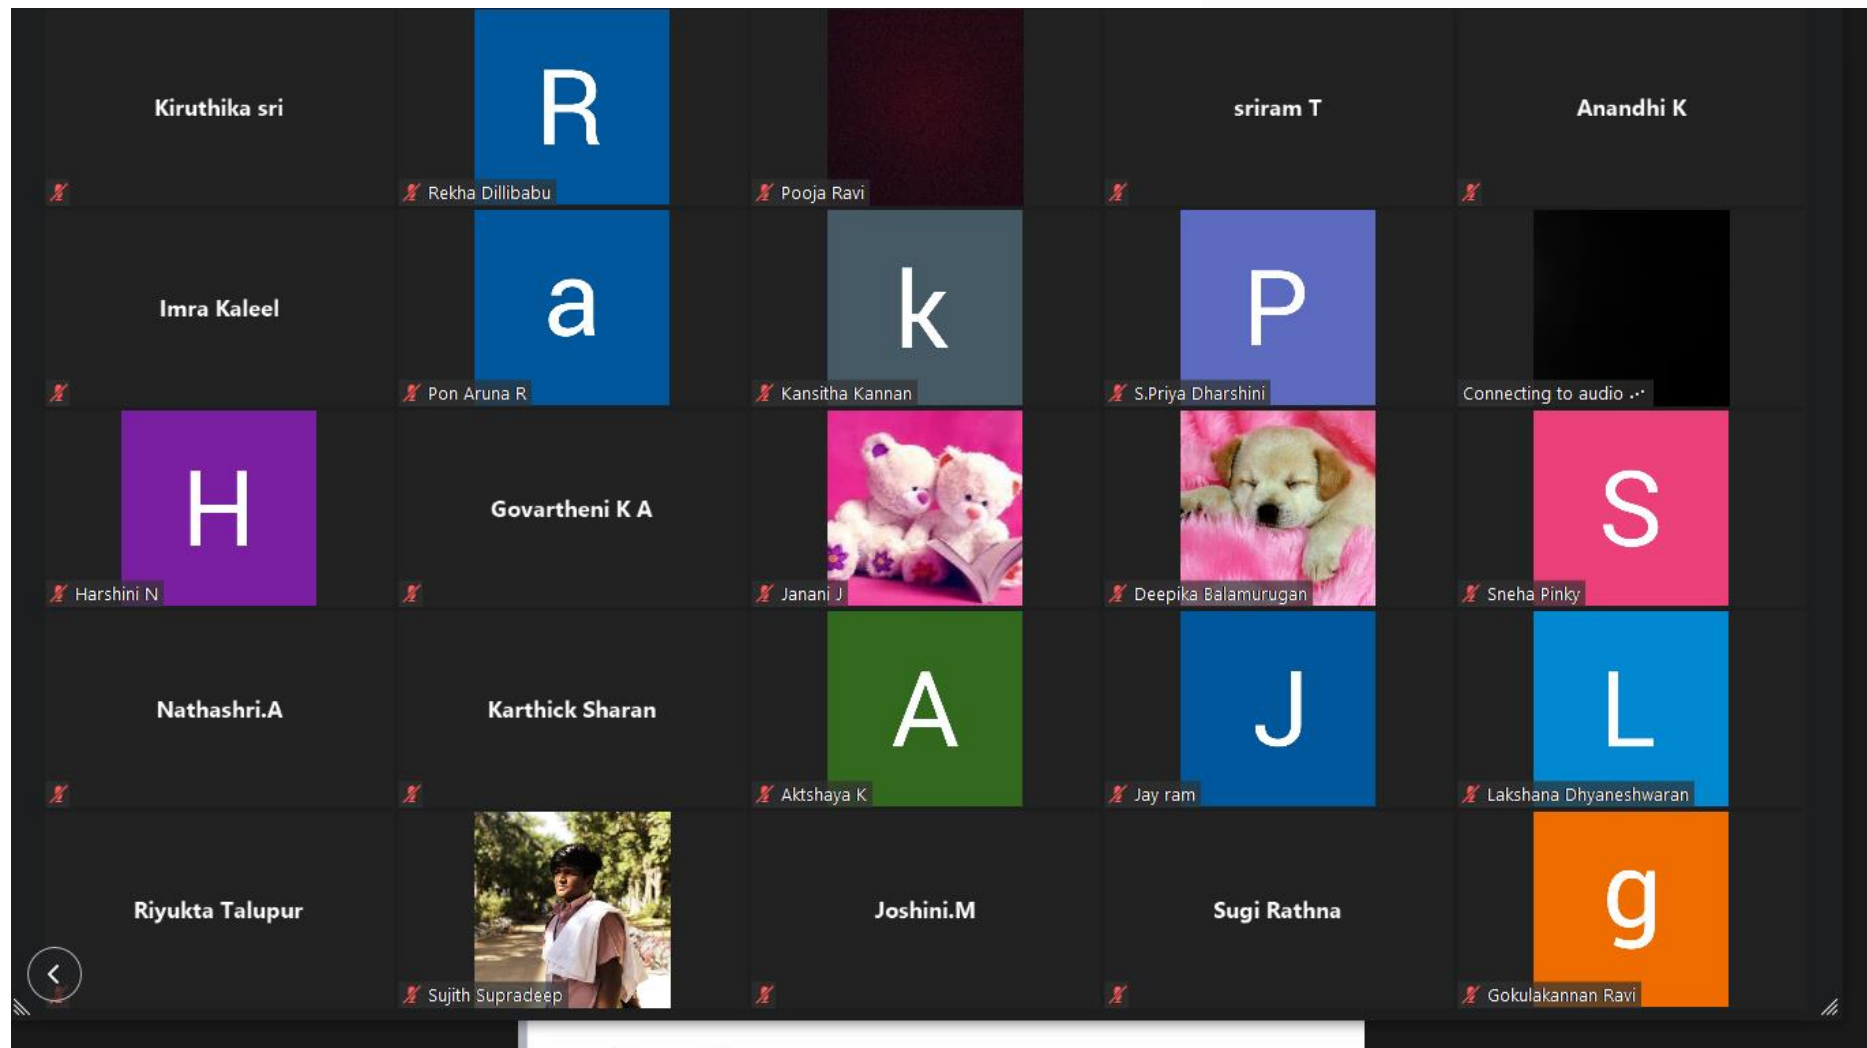 Kiruthika sri
R
Rekha Dillibabu
Pooja Ravi
sriram T
Anandhi K
Imra Kaleel
a
Pon Aruna R
k
Kansitha Kannan
P
S.Priya Dharshini
Connecting to audio ...
H
Harshini N
Govartheni K A
Janani J
Deepika Balamurugan
S
Sneha Pinky
Nathashri.A
Karthick Sharan
A
Aktshaya K
J
Jay ram
L
Lakshana Dhyaneshwaran
Riyukta Talupur
Sujith Supradeep
Joshini.M
Sugi Rathna
g
Gokulakannan Ravi